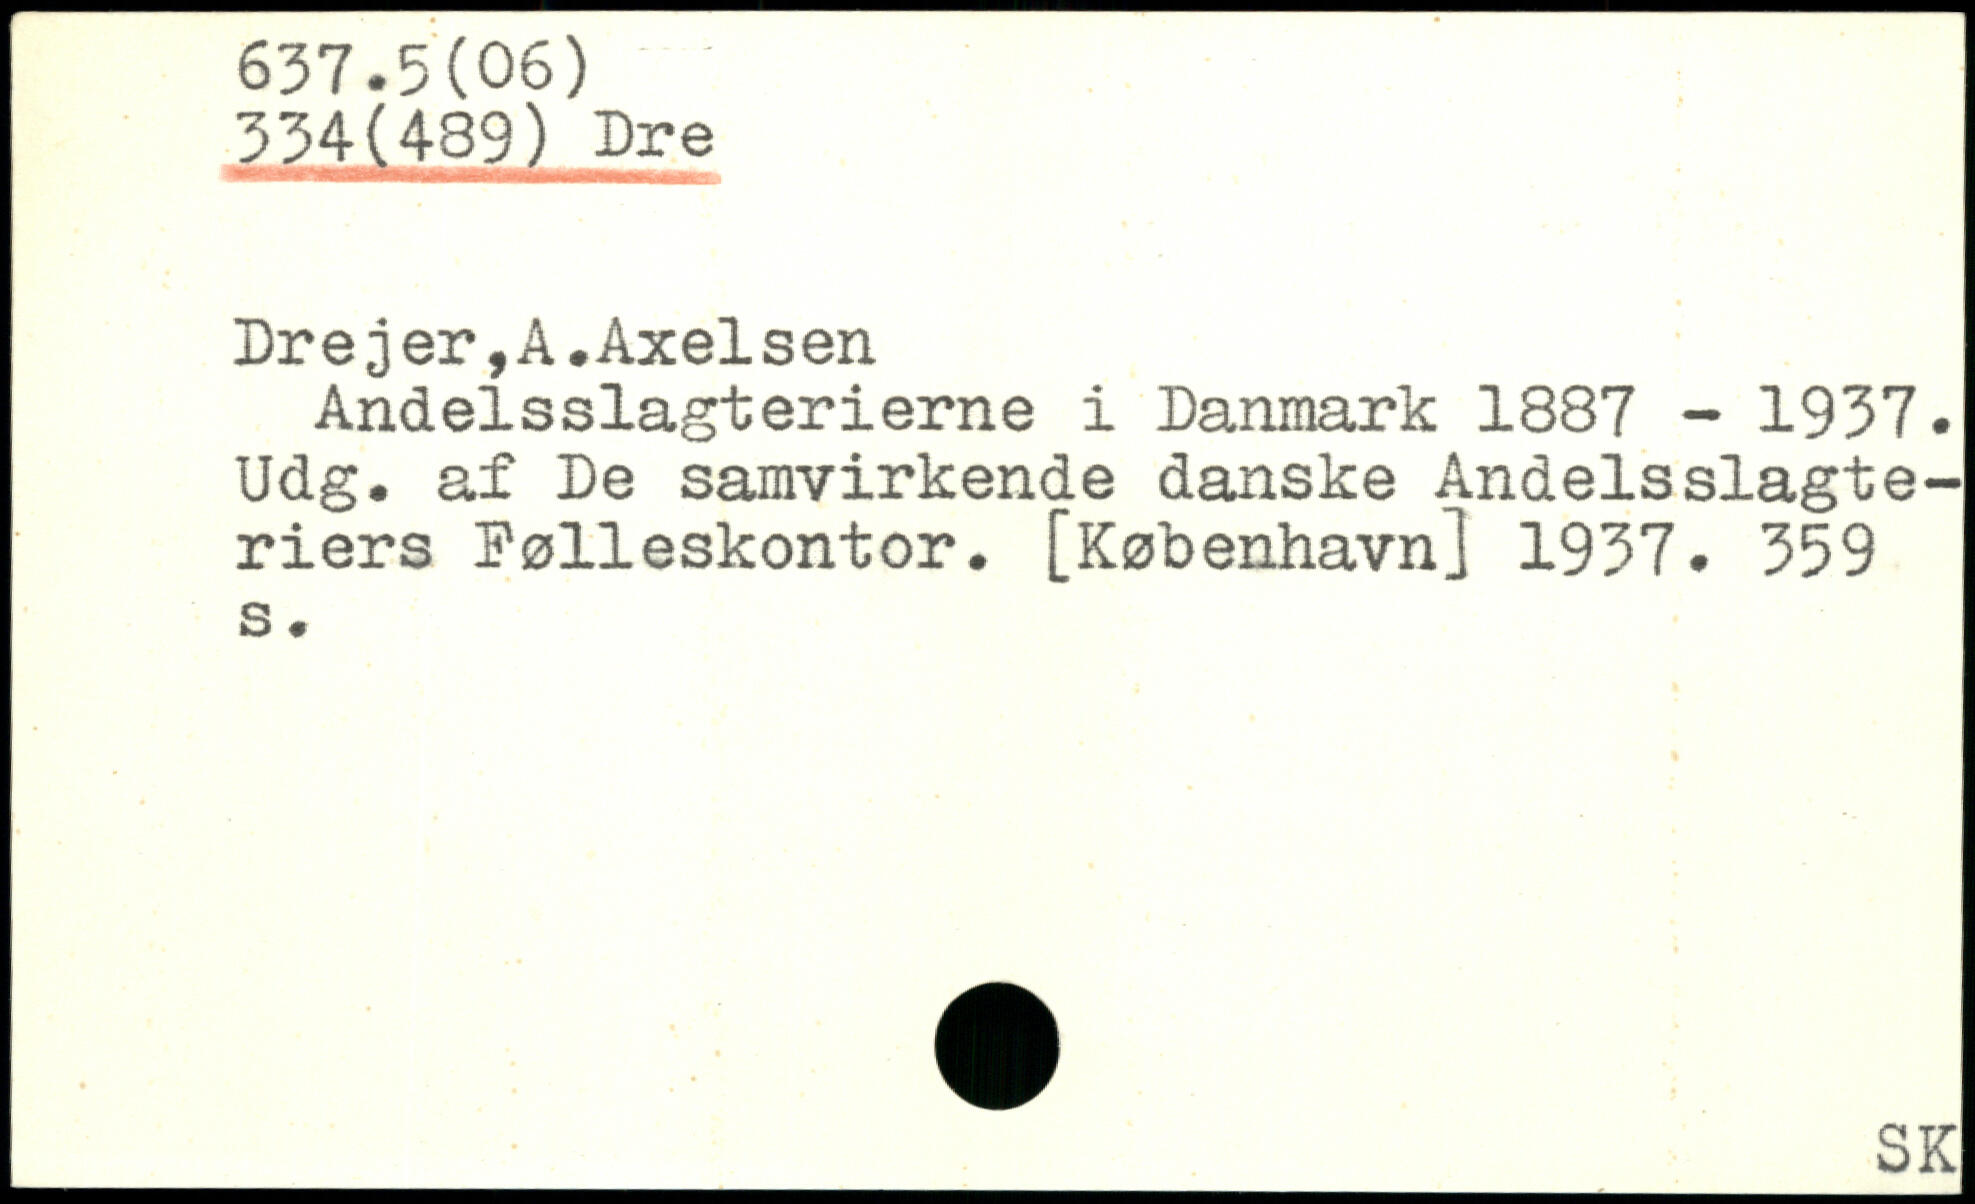 637.5(06)
334(489) Dre
Drejer,A.Axelsen
Andelsslagterierne i Danmark 1887 - 1937.
Udg. af De samvirkende danske Andelsslagte-
riers Følleskontor. [København] 1937. 359
s.
SK